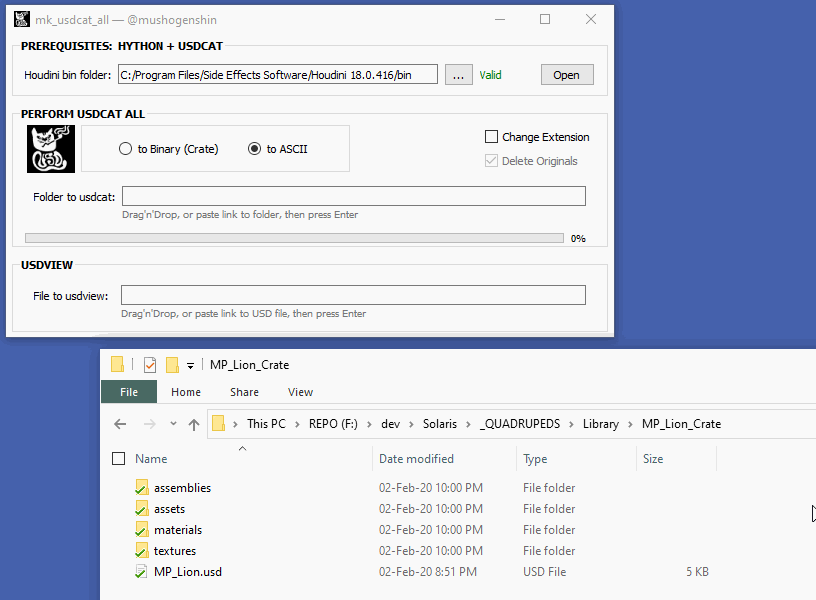 mk_usdcat_all — @mushogenshin
PREREQUISITES: HYTHON + USDCAT
Houdini bin folder: C:/Program Files/Side Effects Software/Houdini 18.0.416/bin ... Valid Open
PERFORM USDCAT ALL
USD
to Binary (Crate) to ASCII
Change Extension
Delete Originals
Folder to usdcat:
Drag'n'Drop, or paste link to folder, then press Enter
0%
USDVIEW
File to usdview:
Drag'n'Drop, or paste link to USD file, then press Enter
MP_Lion_Crate
File Home Share View
This PC › REPO (F:) › dev › Solaris › _QUADRUPEDS › Library › MP_Lion_Crate
Name Date modified Type Size
assemblies 02-Feb-20 10:00 PM File folder
assets 02-Feb-20 10:00 PM File folder
materials 02-Feb-20 10:00 PM File folder
textures 02-Feb-20 10:00 PM File folder
MP_Lion.usd 02-Feb-20 8:51 PM USD File 5 KB